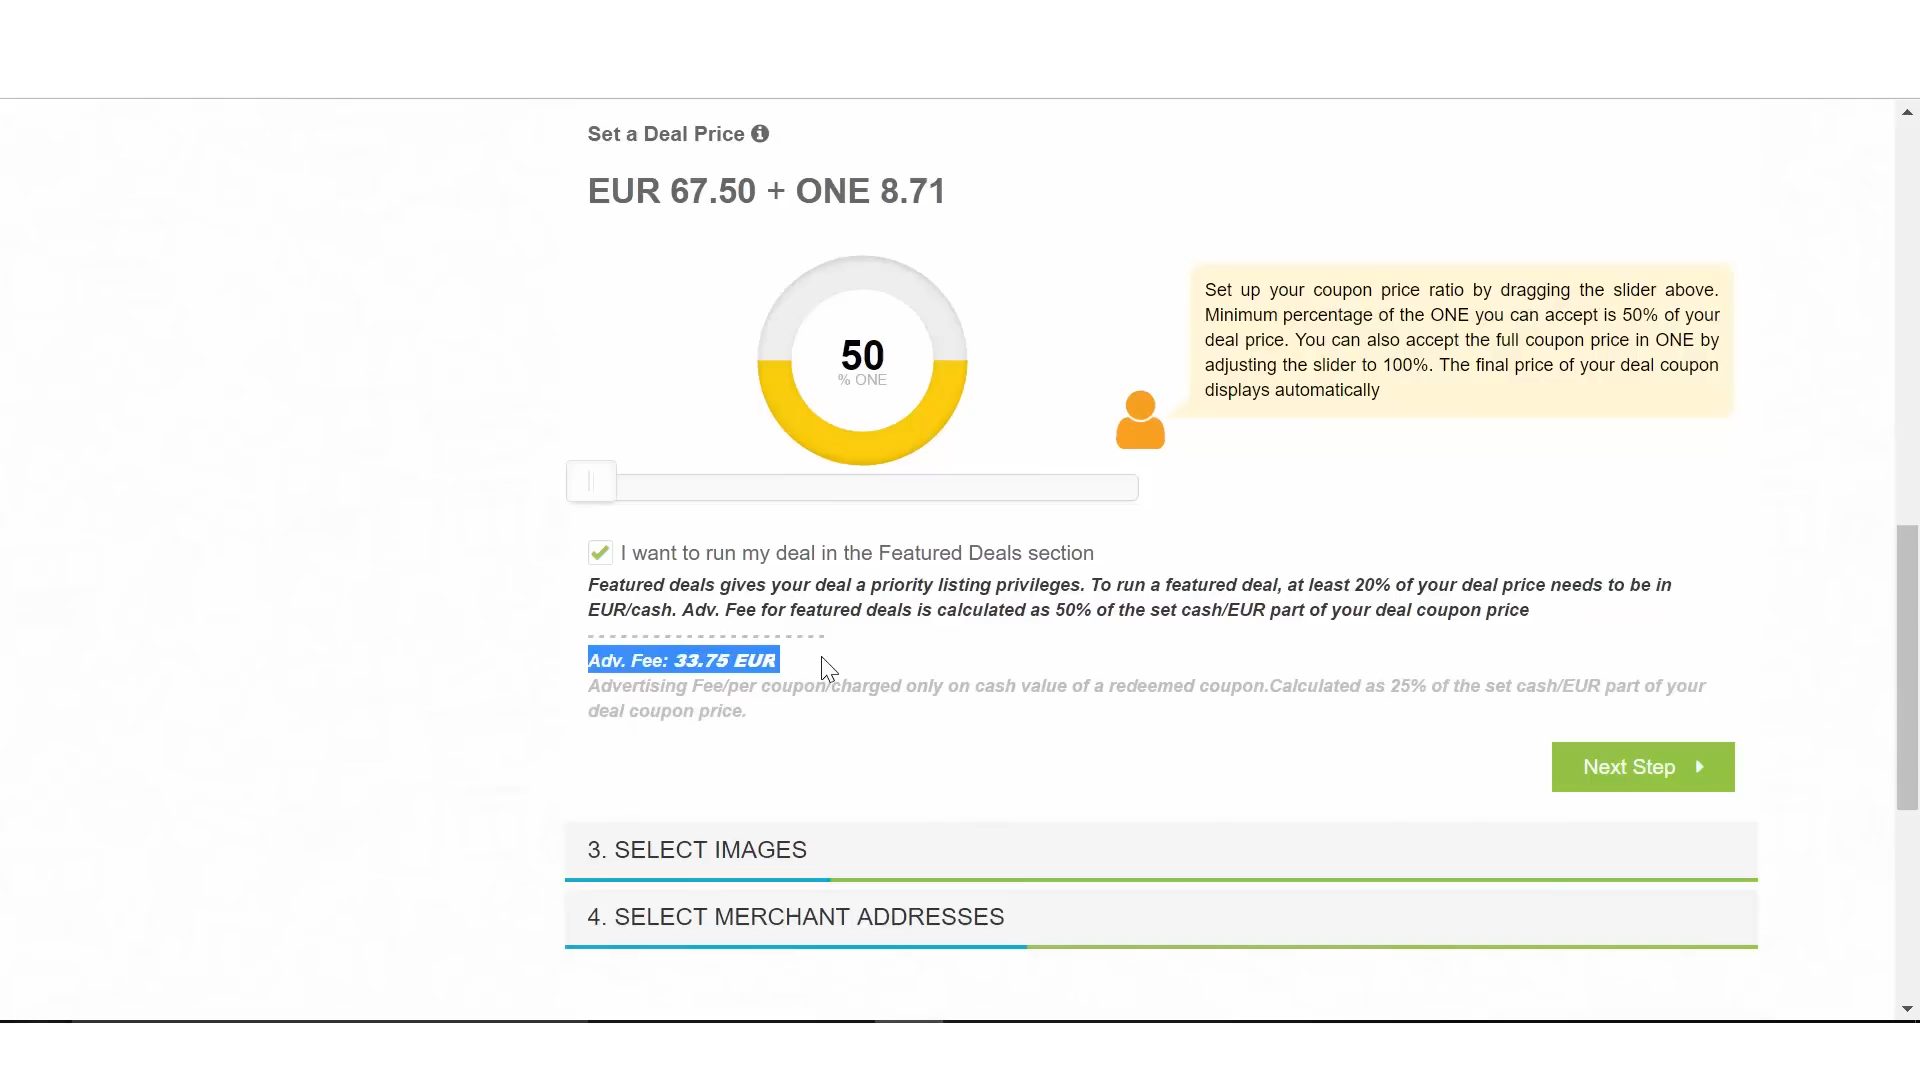 Set a Deal Price
EUR 67.50 + ONE 8.71
50
% ONE
Set up your coupon price ratio by dragging the slider above.
Minimum percentage of the ONE you can accept is 50% of your
deal price. You can also accept the full coupon price in ONE by
adjusting the slider to 100%. The final price of your deal coupon
displays automatically
I want to run my deal in the Featured Deals section
Featured deals gives your deal a priority listing privileges. To run a featured deal, at least 20% of your deal price needs to be in
EUR/cash. Adv. Fee for featured deals is calculated as 50% of the set cash/EUR part of your deal coupon price
Adv. Fee: 33.75 EUR
Advertising Fee/per coupon/charged only on cash value of a redeemed coupon.Calculated as 25% of the set cash/EUR part of your
deal coupon price.
Next Step
3. SELECT IMAGES
4. SELECT MERCHANT ADDRESSES